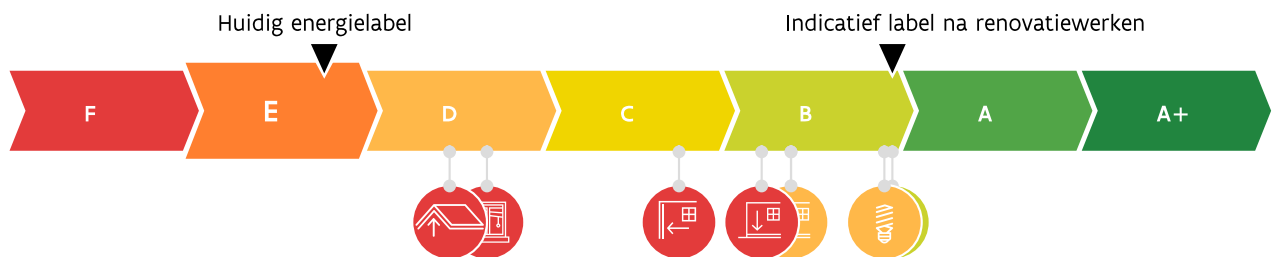 Huidig energielabel
Indicatief label na renovatiewerken
F
E
D
C
B
A
A+